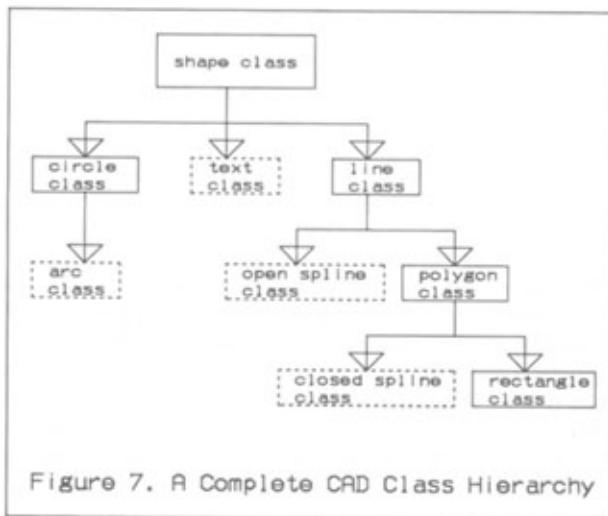 shape class
circle
class
text
class
line
class
arc
class
open spline
class
polygon
class
closed spline
class
rectangle
class
Figure 7. A Complete CAD Class Hierarchy